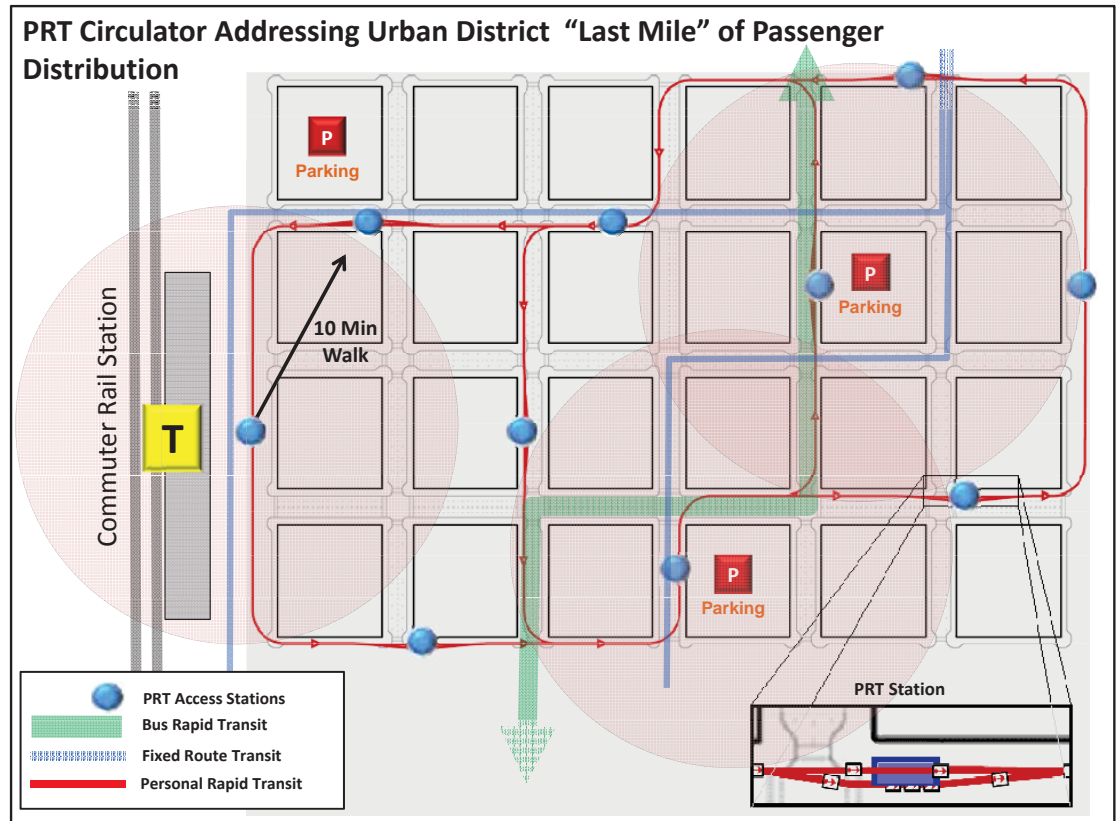 PRT Circulator Addressing Urban District “Last Mile” of Passenger
Distribution
P
Parking
P
Parking
10 Min
Walk
Commuter Rail Station
T
P
Parking
PRT Station
PRT Access Stations
Bus Rapid Transit
Fixed Route Transit
Personal Rapid Transit